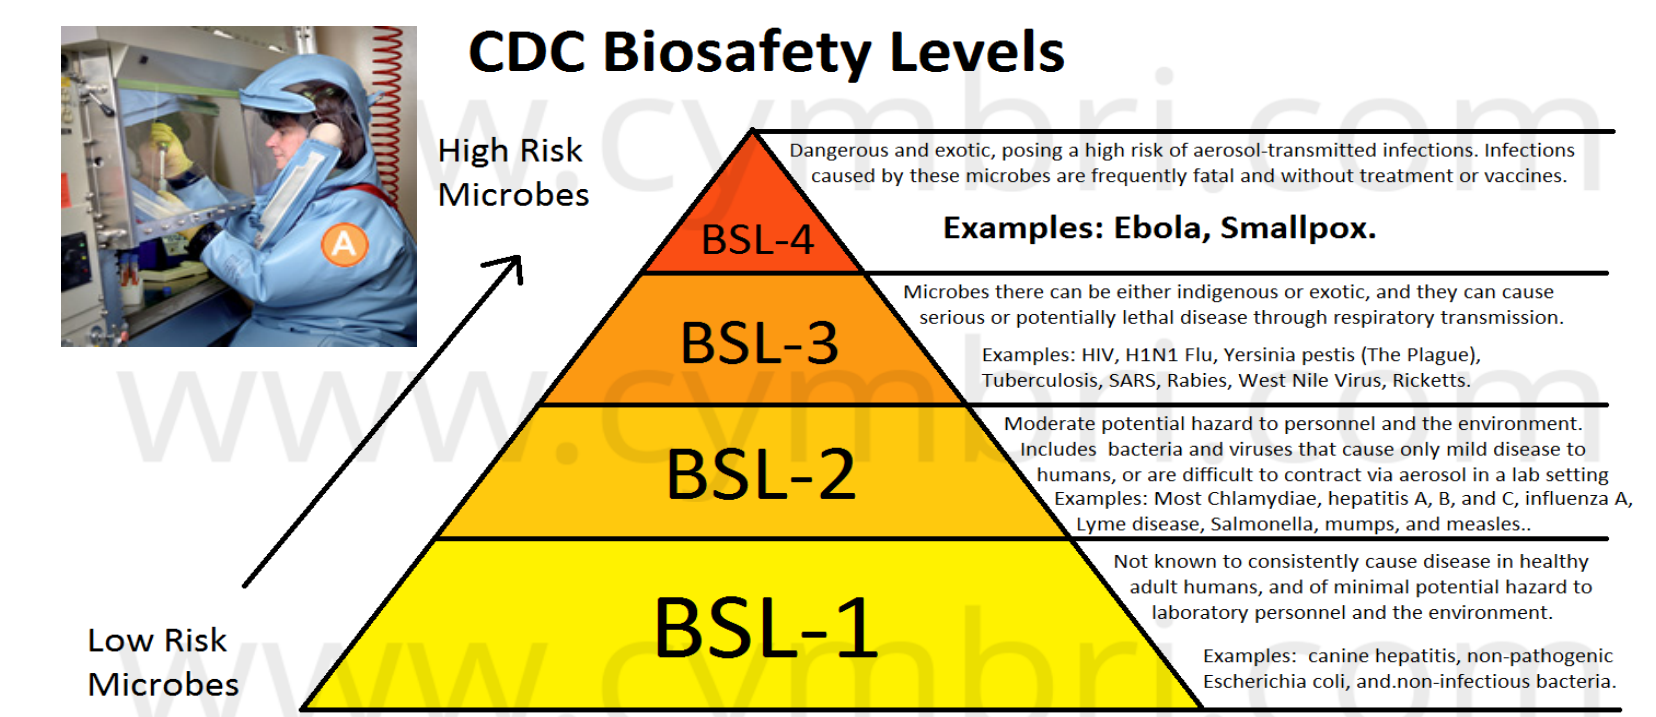 CDC Biosafety Levels
A
High Risk
Microbes
Low Risk
Microbes
BSL-4
Dangerous and exotic, posing a high risk of aerosol-transmitted infections. Infections
caused by these microbes are frequently fatal and without treatment or vaccines.
Examples: Ebola, Smallpox.
BSL-3
Microbes there can be either indigenous or exotic, and they can cause
serious or potentially lethal disease through respiratory transmission.
Examples: HIV, H1N1 Flu, Yersinia pestis (The Plague),
Tuberculosis, SARS, Rabies, West Nile Virus, Ricketts.
BSL-2
Moderate potential hazard to personnel and the environment.
Includes bacteria and viruses that cause only mild disease to
humans, or are difficult to contract via aerosol in a lab setting
Examples: Most Chlamydiae, hepatitis A, B, and C, influenza A,
Lyme disease, Salmonella, mumps, and measles..
BSL-1
Not known to consistently cause disease in healthy
adult humans, and of minimal potential hazard to
laboratory personnel and the environment.
Examples: canine hepatitis, non-pathogenic
Escherichia coli, and.non-infectious bacteria.
www.cymbri.com
www.cymbri.com
www.cymbri.com